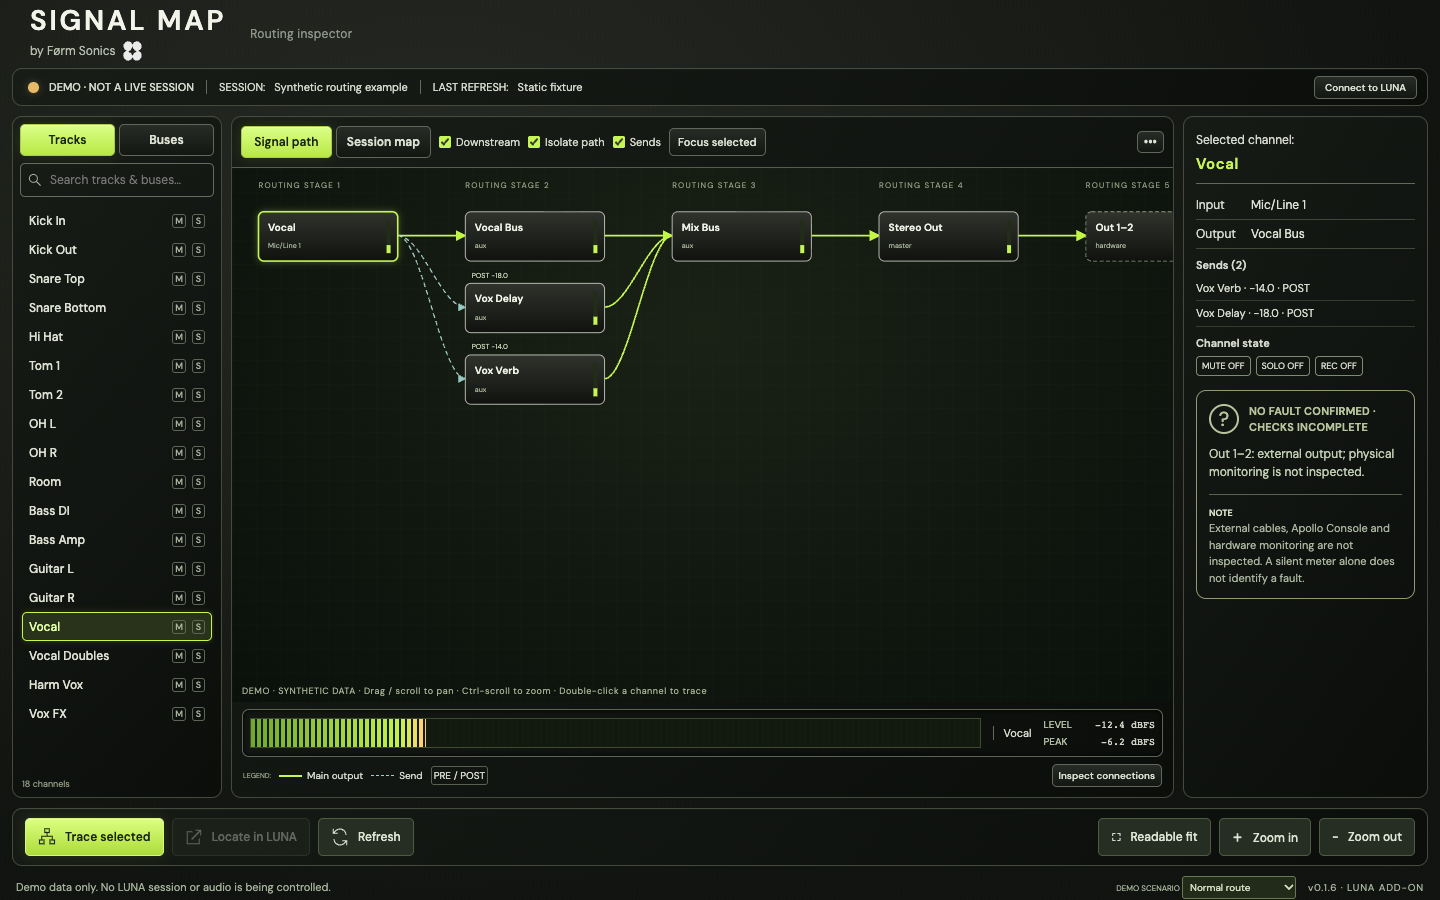 SIGNAL MAP
by Førm Sonics
Routing inspector
DEMO · NOT A LIVE SESSION
SESSION: Synthetic routing example
LAST REFRESH: Static fixture
Connect to LUNA
Tracks
Buses
Search tracks & buses...
Kick In M S
Kick Out M S
Snare Top M S
Snare Bottom M S
Hi Hat M S
Tom 1 M S
Tom 2 M S
OH L M S
OH R M S
Room M S
Bass DI M S
Bass Amp M S
Guitar L M S
Guitar R M S
Vocal M S
Vocal Doubles M S
Harm Vox M S
Vox FX M S
18 channels
Signal path
Session map
Downstream
Isolate path
Sends
Focus selected
•••
ROUTING STAGE 1
ROUTING STAGE 2
ROUTING STAGE 3
ROUTING STAGE 4
ROUTING STAGE 5
Vocal
Mic/Line 1
Vocal Bus
aux
Mix Bus
aux
Stereo Out
master
Out 1–2
hardware
POST -18.0
Vox Delay
aux
POST -14.0
Vox Verb
aux
DEMO · SYNTHETIC DATA · Drag / scroll to pan · Ctrl-scroll to zoom · Double-click a channel to trace
Vocal
LEVEL -12.4 dBFS
PEAK -6.2 dBFS
LEGEND: Main output Send PRE / POST
Inspect connections
Selected channel:
Vocal
Input Mic/Line 1
Output Vocal Bus
Sends (2)
Vox Verb · -14.0 · POST
Vox Delay · -18.0 · POST
Channel state
MUTE OFF SOLO OFF REC OFF
?
NO FAULT CONFIRMED ·
CHECKS INCOMPLETE
Out 1–2: external output; physical
monitoring is not inspected.
NOTE
External cables, Apollo Console and
hardware monitoring are not
inspected. A silent meter alone does
not identify a fault.
Trace selected
Locate in LUNA
Refresh
Readable fit
+ Zoom in
- Zoom out
Demo data only. No LUNA session or audio is being controlled.
DEMO SCENARIO Normal route
v0.1.6 · LUNA ADD-ON